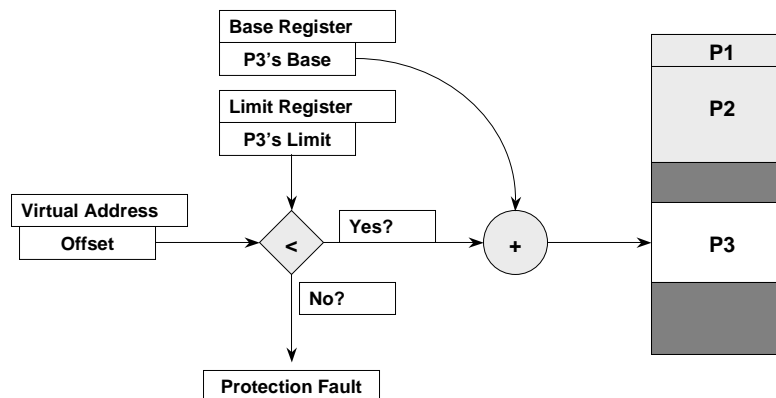 Base Register
P3's Base
P1
Limit Register
P2
P3's Limit
Virtual Address
Yes?
Offset
<
+
P3
No?
Protection Fault